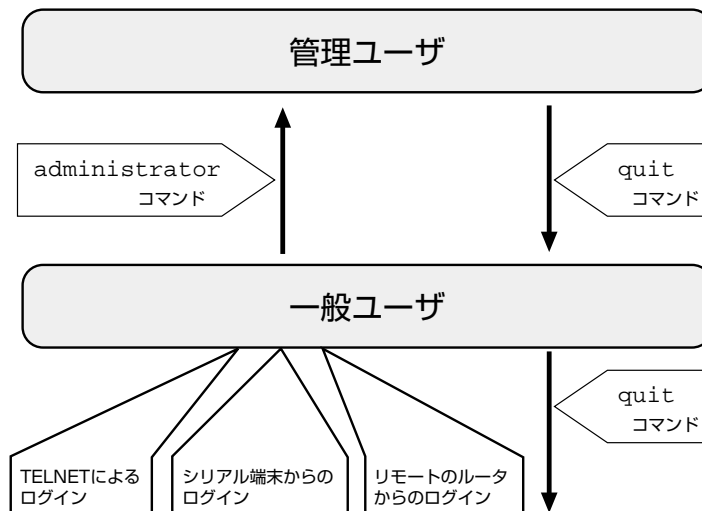 管理ユーザ
administrator
コマンド
quit
コマンド
一般ユーザ
quit
コマンド
TELNETによる
ログイン
シリアル端末からの
ログイン
リモートのルータ
からのログイン